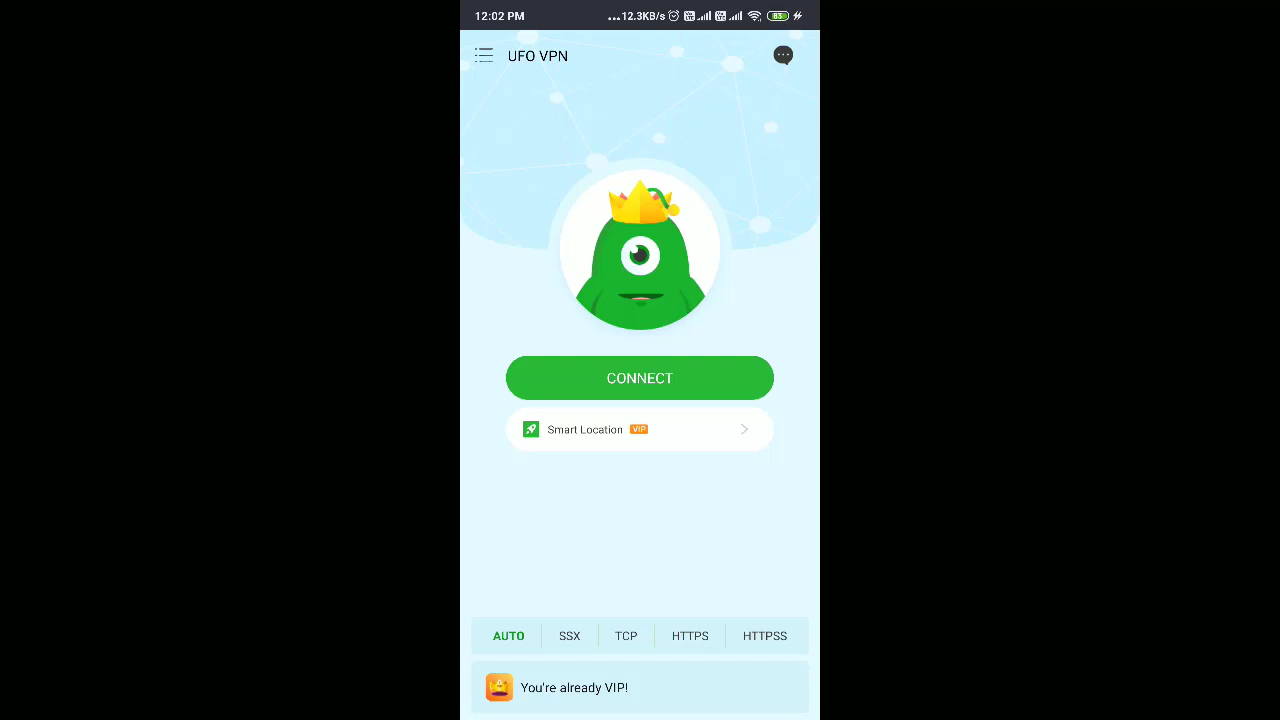 12:02 PM ...12.3KB/s 83
UFO VPN
CONNECT
Smart Location VIP
AUTO SSX TCP HTTPS HTTPSS
You're already VIP!